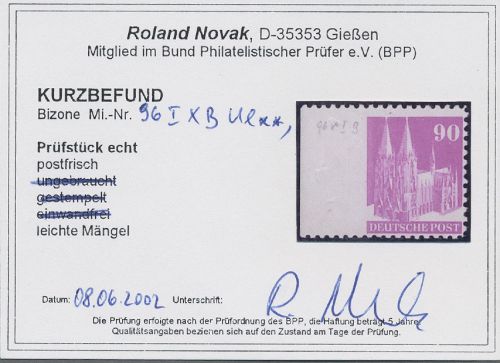 Roland Novak, D-35353 Gießen
Mitglied im Bund Philatelistischer Prüfer e.V. (BPP)
KURZBEFUND
Bizone Mi.-Nr. 96 I X B Ul **,
Prüfstück echt
postfrisch
ungebraucht
gestempelt
einwandfrei
leichte Mängel
90
DEUTSCHE POST
Datum: 08.06.2002 Unterschrift:
Die Prüfung erfolgte nach der Prüfordnung des BPP, die Haftung beträgt 5 Jahre
Qualitätsangaben beziehen sich auf den Zustand am Tage der Prüfung.